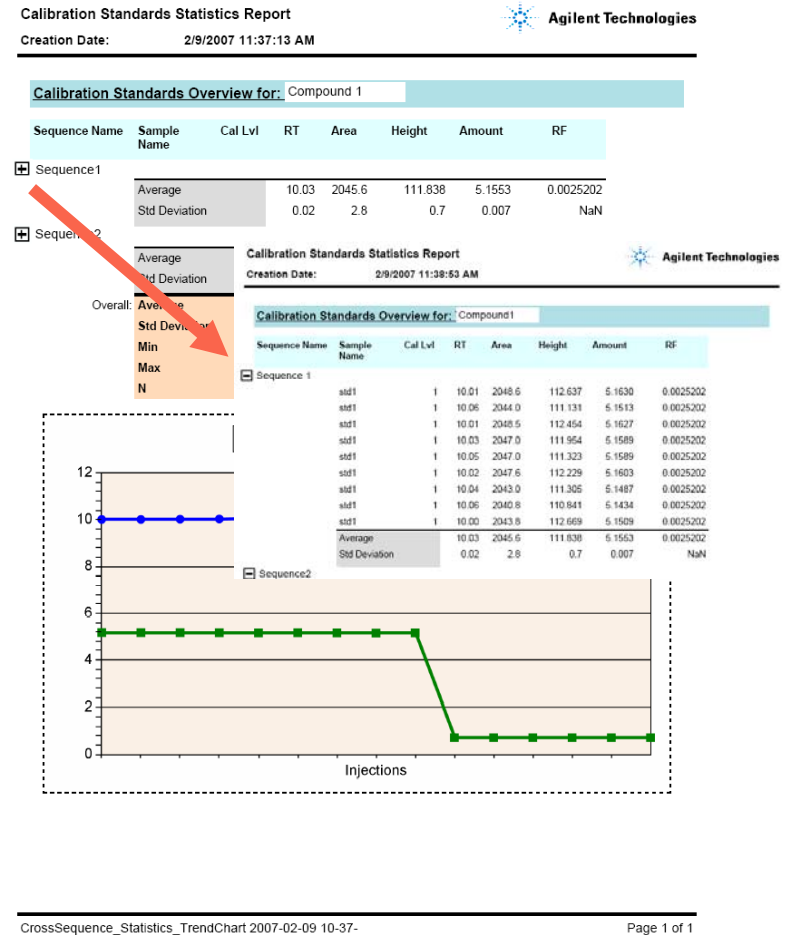 Calibration Standards Statistics Report
Agilent Technologies
Creation Date: 2/9/2007 11:37:13 AM
Calibration Standards Overview for: Compound 1
Sequence Name Sample Name Cal Lvl RT Area Height Amount RF
Sequence1
Average 10.03 2045.6 111.838 5.1553 0.0025202
Std Deviation 0.02 2.8 0.7 0.007 NaN
Sequence2
Average
Std Deviation
Overall: Average
Std Deviation
Min
Max
N
Calibration Standards Statistics Report
Agilent Technologies
Creation Date: 2/9/2007 11:38:53 AM
Calibration Standards Overview for: Compound1
Sequence Name Sample Name Cal Lvl RT Area Height Amount RF
Sequence 1
std1 1 10.01 2048.6 112.637 5.1630 0.0025202
std1 1 10.06 2044.0 111.131 5.1513 0.0025202
std1 1 10.01 2048.5 112.454 5.1627 0.0025202
std1 1 10.03 2047.0 111.954 5.1589 0.0025202
std1 1 10.05 2047.0 111.323 5.1589 0.0025202
std1 1 10.02 2047.6 112.229 5.1603 0.0025202
std1 1 10.04 2043.0 111.305 5.1487 0.0025202
std1 1 10.06 2040.8 110.841 5.1434 0.0025202
std1 1 10.00 2043.8 112.669 5.1509 0.0025202
Average 10.03 2045.6 111.838 5.1553 0.0025202
Std Deviation 0.02 2.8 0.7 0.007 NaN
Sequence2
12
10
8
6
4
2
0
Injections
CrossSequence_Statistics_TrendChart 2007-02-09 10-37-
Page 1 of 1